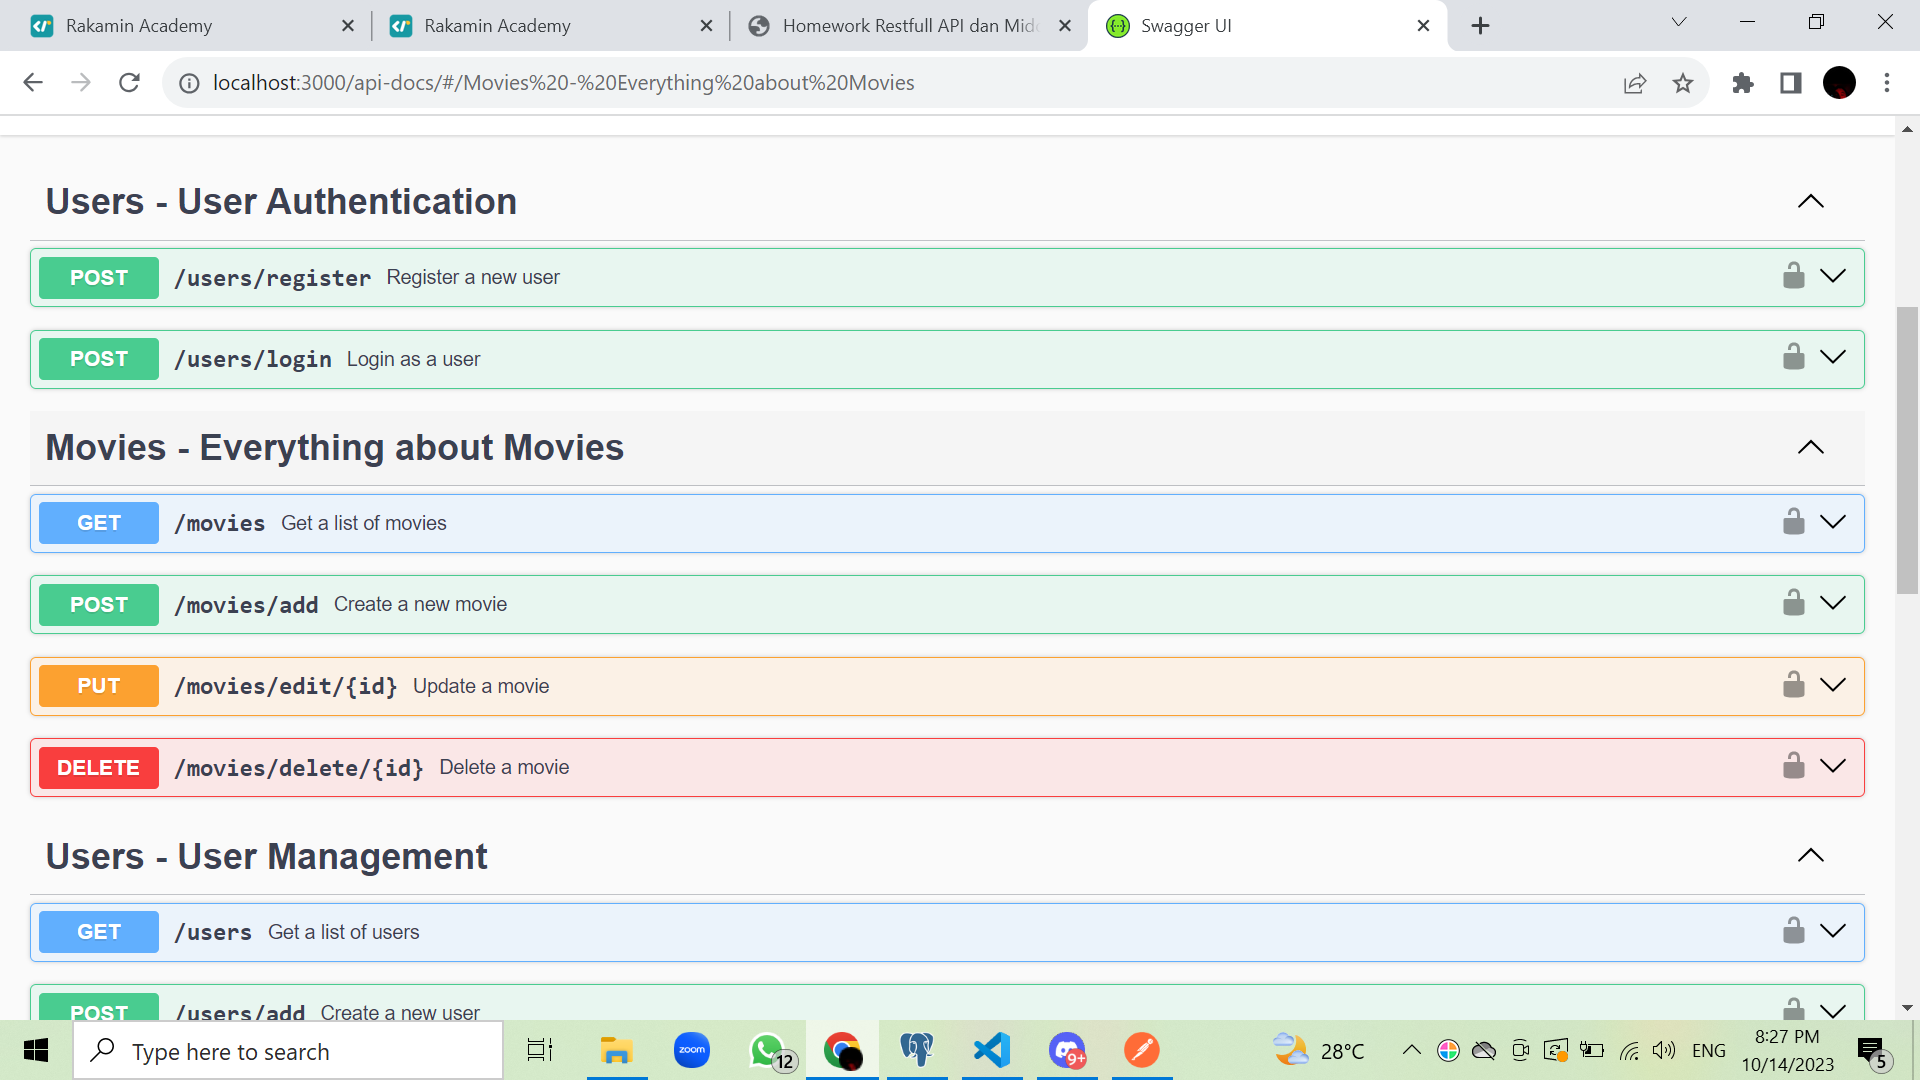 Rakamin Academy
Rakamin Academy
Homework Restfull API dan Mid
Swagger UI
localhost:3000/api-docs/#/Movies%20-%20Everything%20about%20Movies
Users - User Authentication
POST /users/register Register a new user
POST /users/login Login as a user
Movies - Everything about Movies
GET /movies Get a list of movies
POST /movies/add Create a new movie
PUT /movies/edit/{id} Update a movie
DELETE /movies/delete/{id} Delete a movie
Users - User Management
GET /users Get a list of users
POST /users/add Create a new user
Type here to search
zoom
12
9+
28°C
ENG
8:27 PM
10/14/2023
5